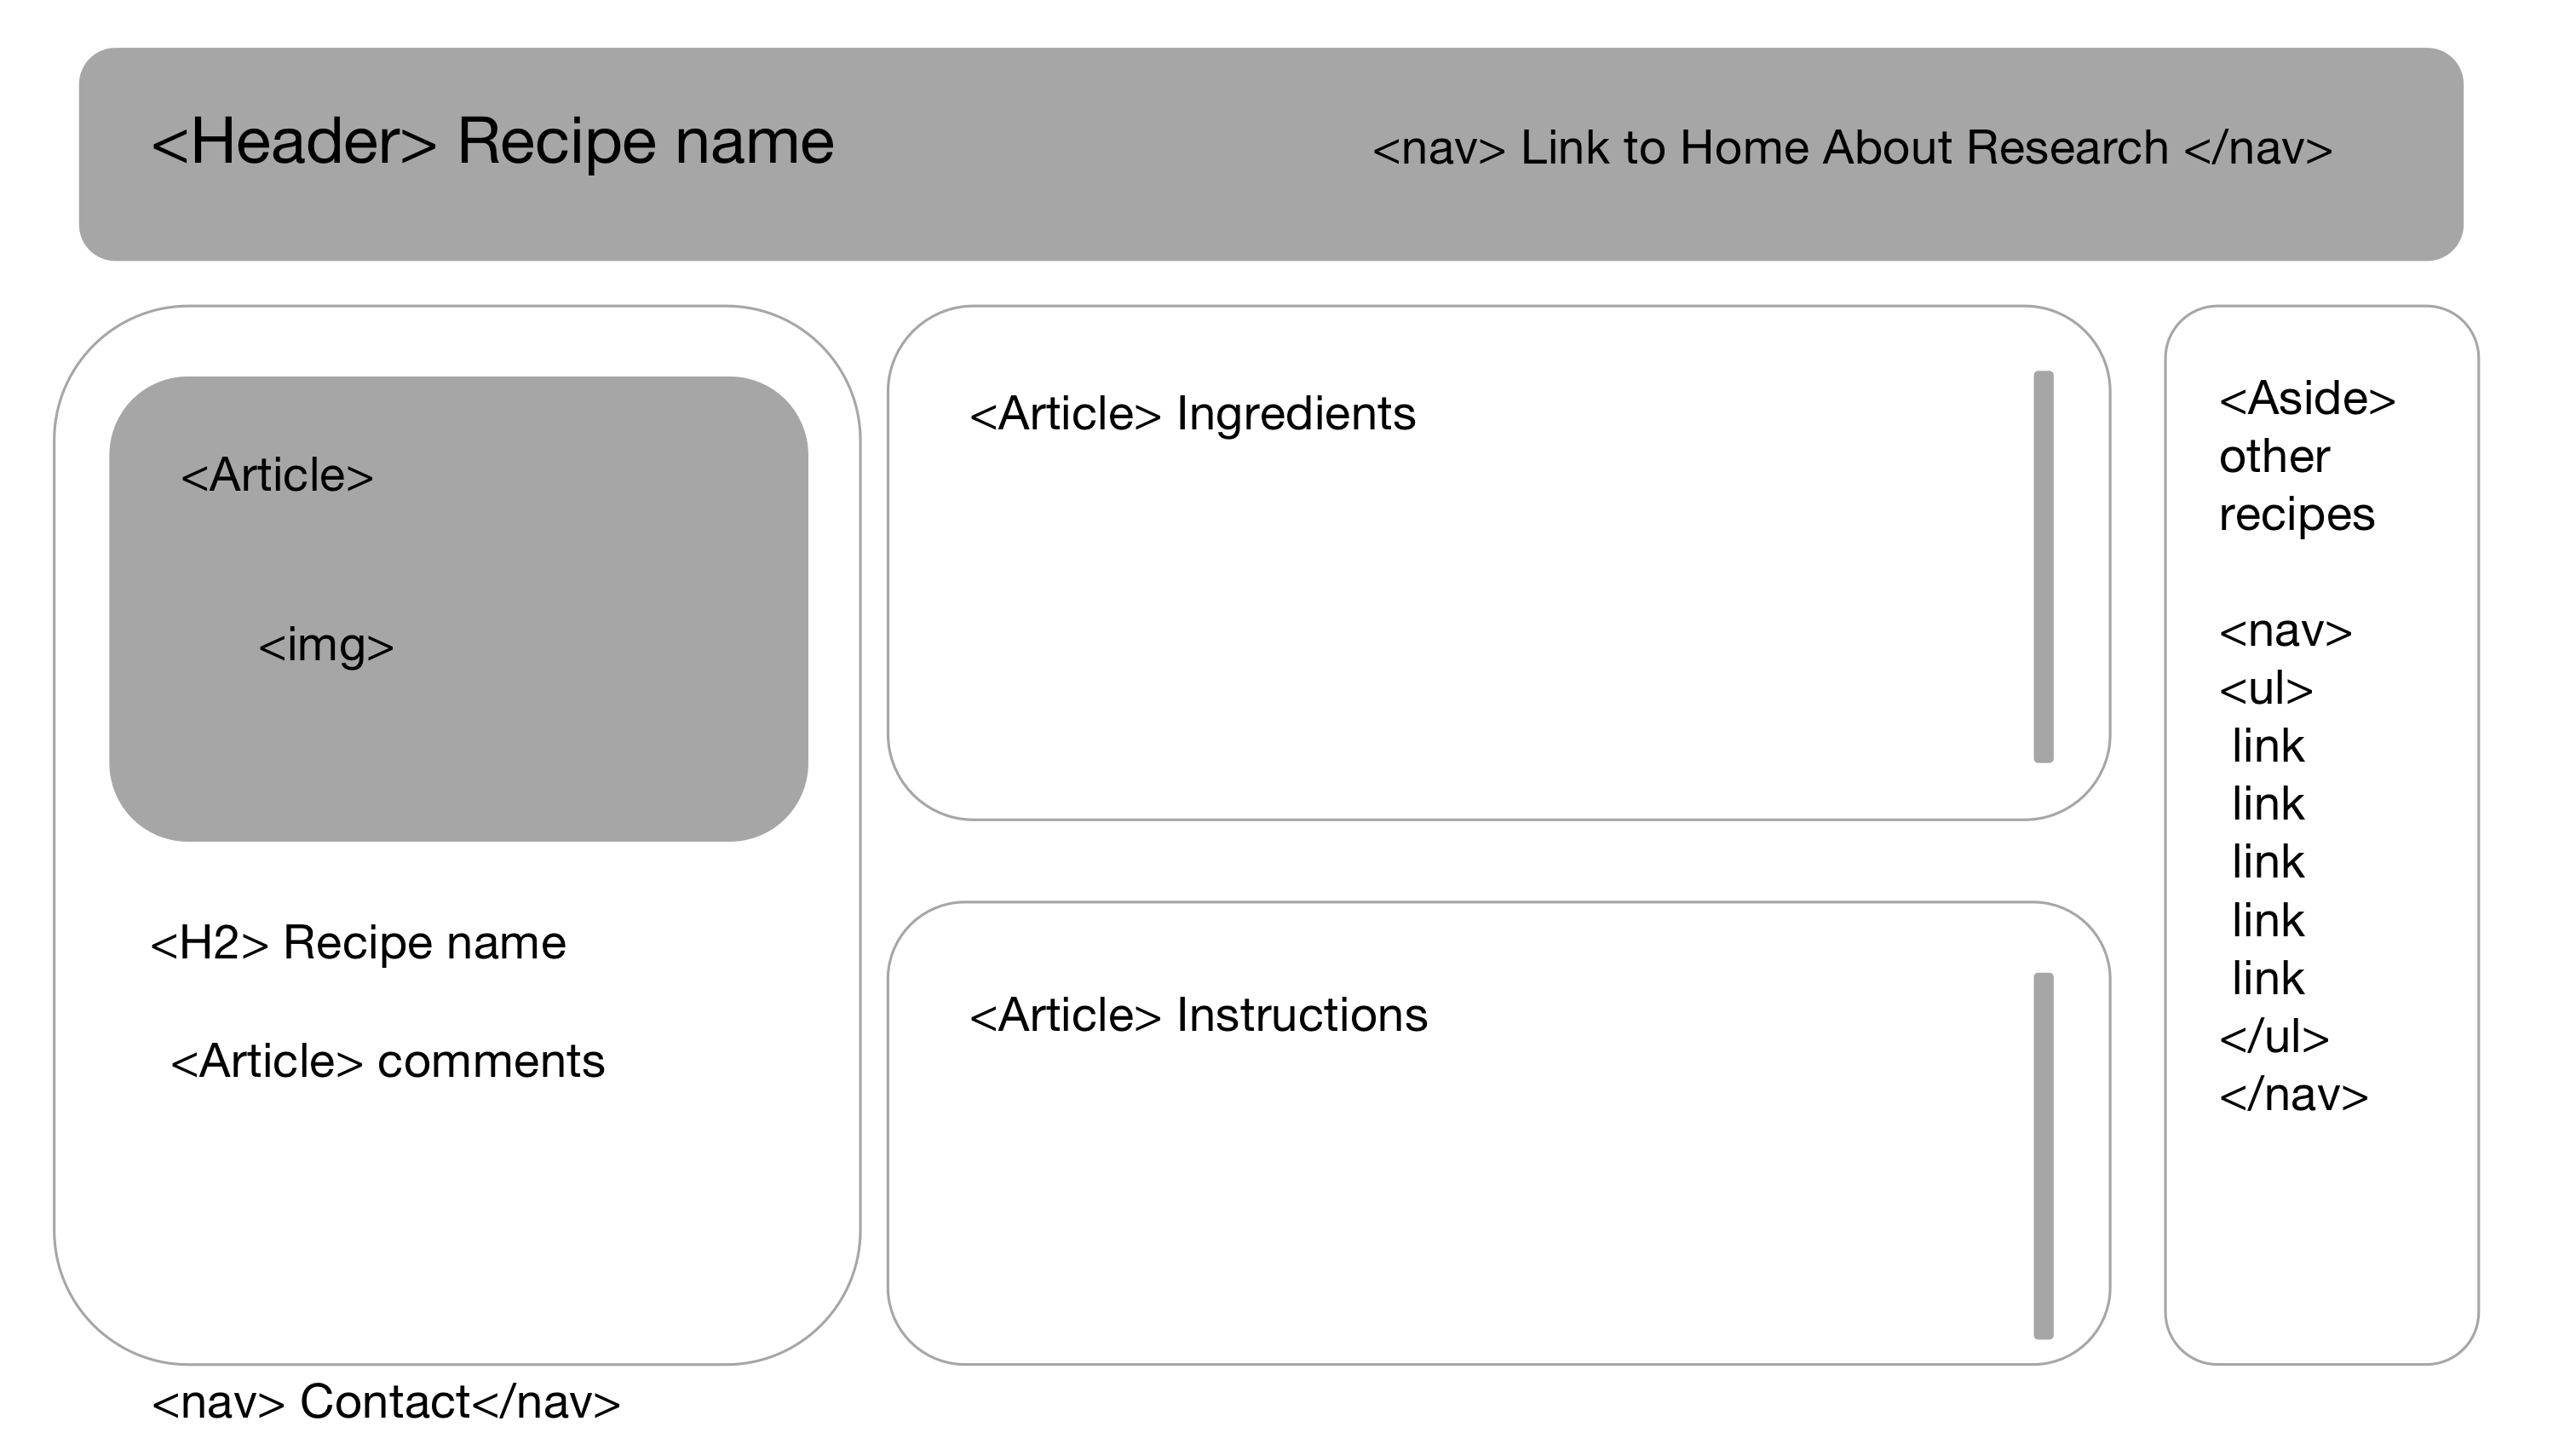 <Header> Recipe name
<nav> Link to Home About Research </nav>
<Article>
<img>
<H2> Recipe name
<Article> comments
<Article> Ingredients
<Article> Instructions
<Aside>
other
recipes
<nav>
<ul>
link
link
link
link
link
</ul>
</nav>
<nav> Contact</nav>